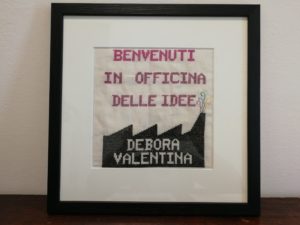 BENVENUTI
IN OFFICINA
DELLE IDEE
DEBORA
VALENTINA